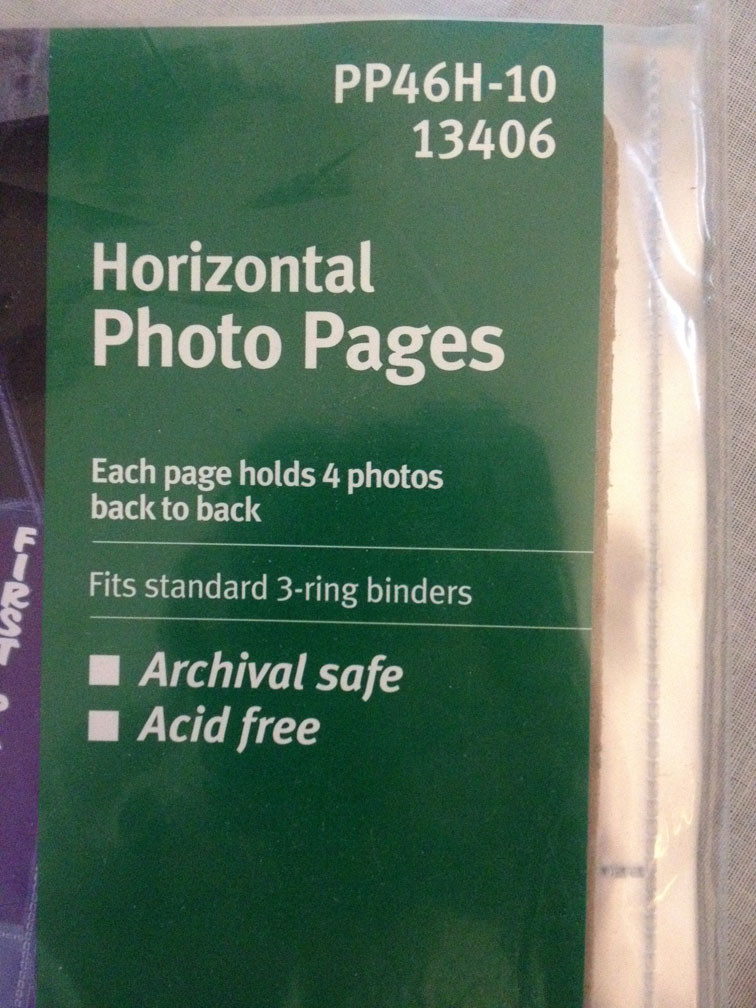 PP46H-10
13406
Horizontal
Photo Pages
Each page holds 4 photos
back to back
Fits standard 3-ring binders
Archival safe
Acid free
FIRST